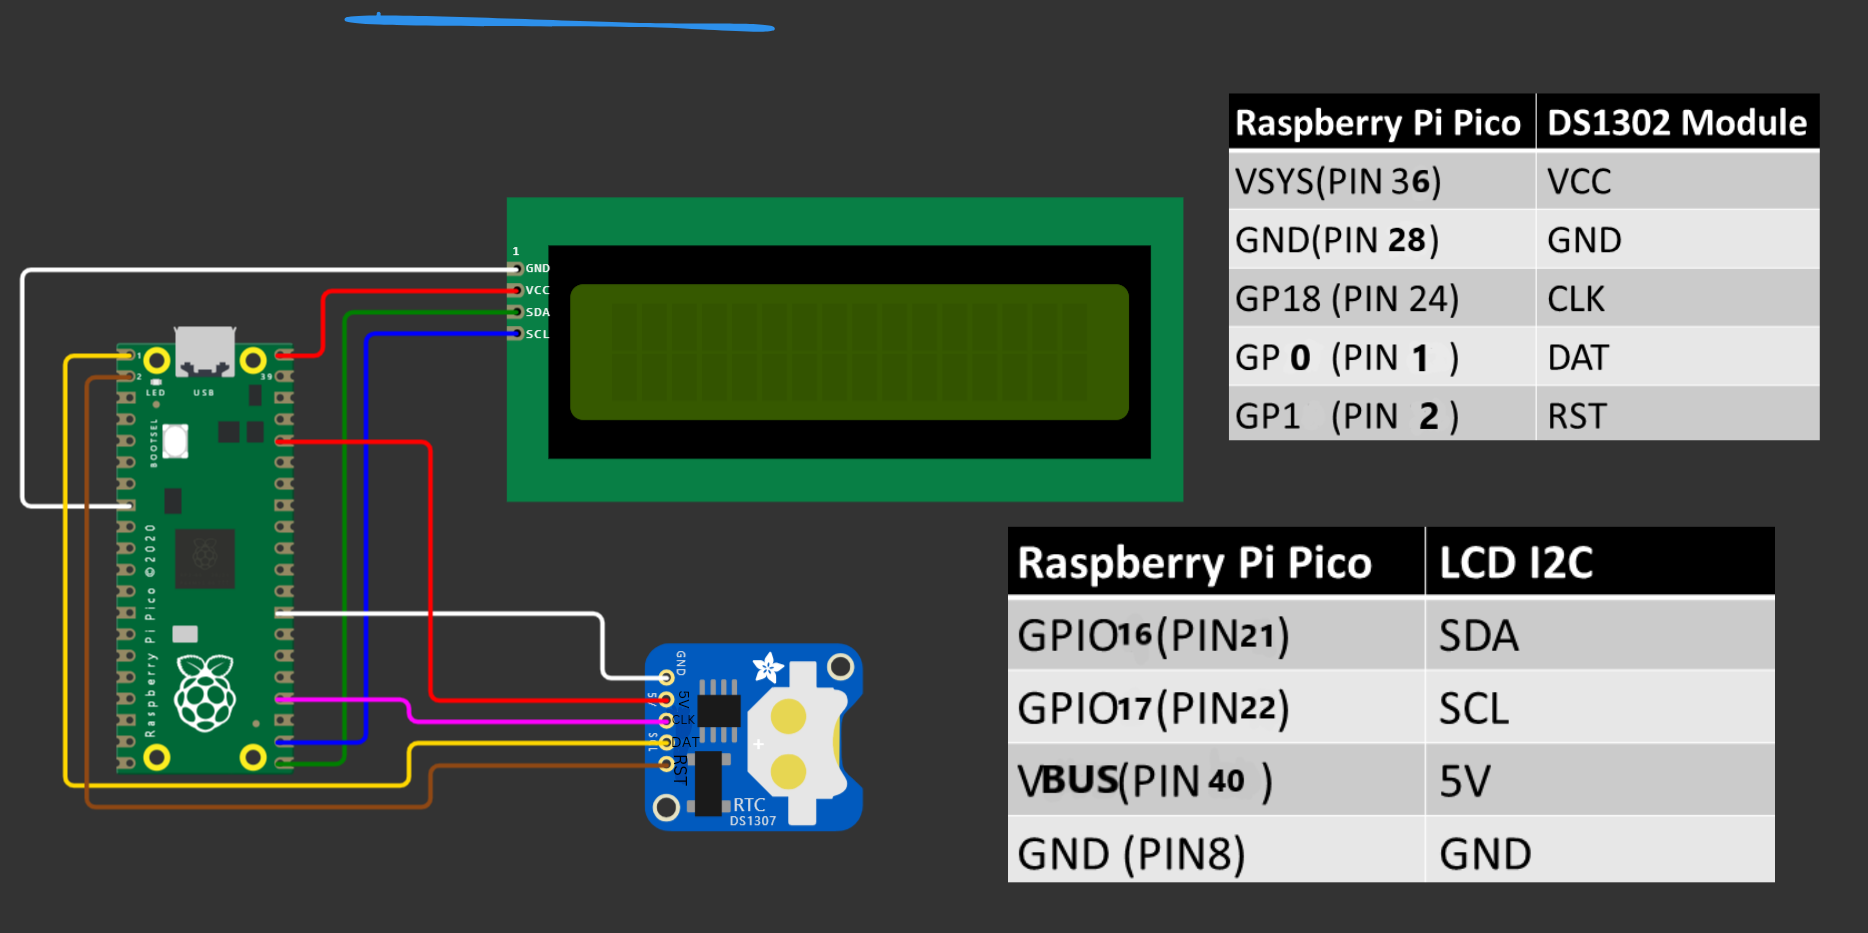 Raspberry Pi Pico DS1302 Module
VSYS(PIN 36) VCC
GND(PIN 28) GND
GP18 (PIN 24) CLK
GP 0 (PIN 1 ) DAT
GP1 (PIN 2 ) RST
1
GND
VCC
SDA
SCL
1
2
39
LED USB
BOOTSEL
Raspberry Pi Pico ©2020
GND
5V
5V
CLK
SCL
DAT
RST
RTC
DS1307
Raspberry Pi Pico LCD I2C
GPIO16(PIN21) SDA
GPIO17(PIN22) SCL
VBUS(PIN 40 ) 5V
GND (PIN8) GND